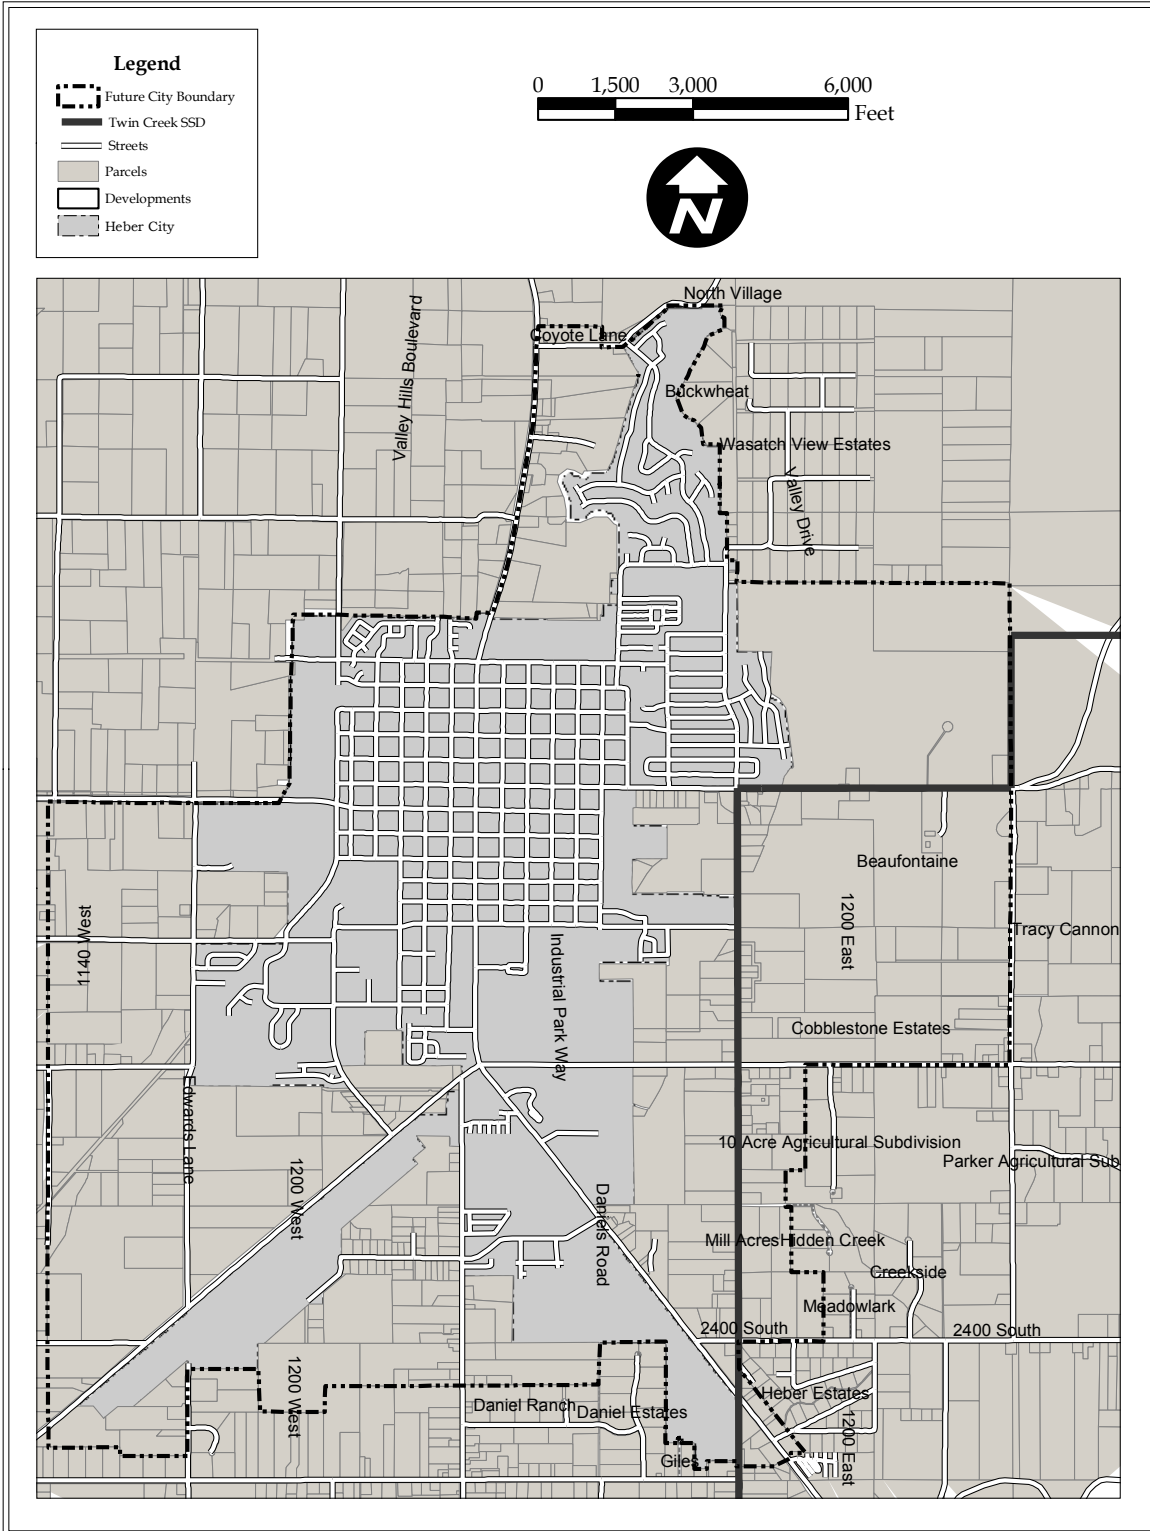 Legend
Future City Boundary
Twin Creek SSD
Streets
Parcels
Developments
Heber City
0 1,500 3,000 6,000
Feet
N
North Village
Coyote Lane
Valley Hills Boulevard
Buckwheat
Wasatch View Estates
Valley Drive
Beaufontaine
1200 East
Tracy Cannon
1140 West
Industrial Park Way
Cobblestone Estates
Edwards Lane
10 Acre Agricultural Subdivision
Parker Agricultural Sub
1200 West
Daniels Road
Mill Acres
Hidden Creek
Creekside
Meadowlark
2400 South
2400 South
1200 West
Heber Estates
Daniel Ranch
Daniel Estates
1200 East
Giles